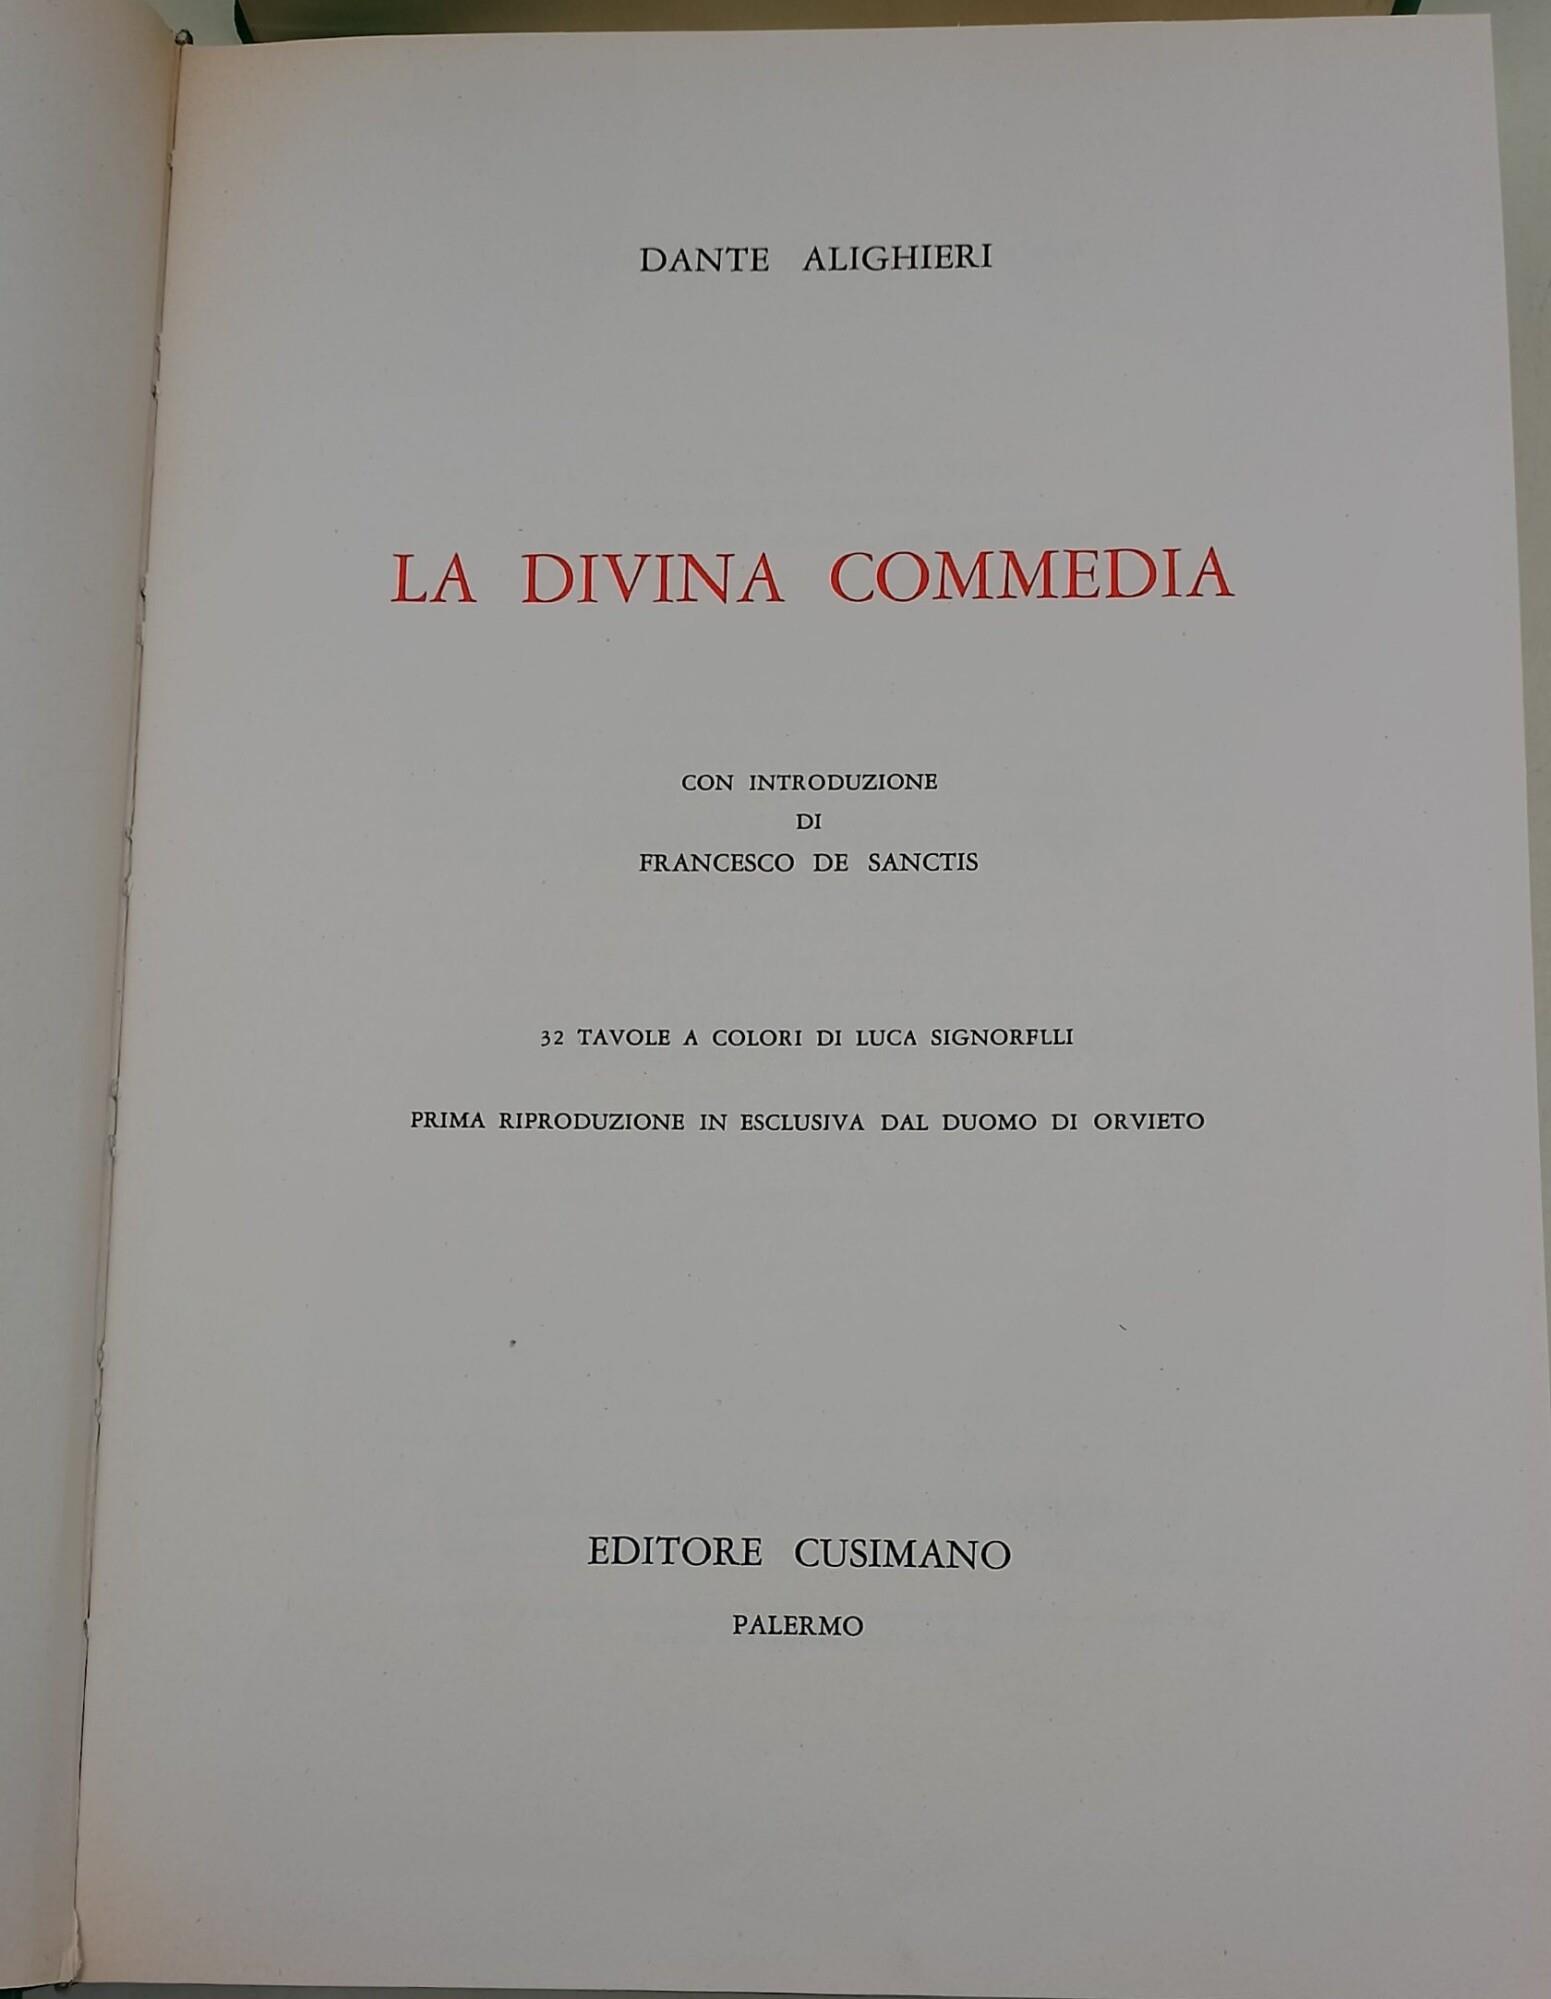 DANTE ALIGHIERI
LA DIVINA COMMEDIA
CON INTRODUZIONE
DI
FRANCESCO DE SANCTIS
32 TAVOLE A COLORI DI LUCA SIGNORFLLI
PRIMA RIPRODUZIONE IN ESCLUSIVA DAL DUOMO DI ORVIETO
EDITORE CUSIMANO
PALERMO